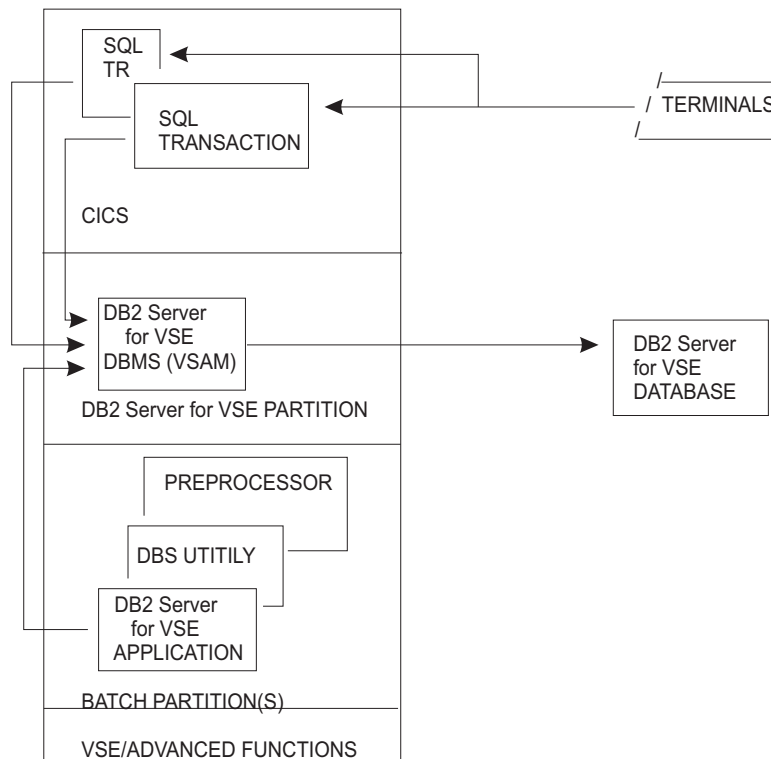 SQL
TR
SQL
TRANSACTION
/ TERMINALS
CICS
DB2 Server
for VSE
DBMS (VSAM)
DB2 Server
for VSE
DATABASE
DB2 Server for VSE PARTITION
PREPROCESSOR
DBS UTITILY
DB2 Server
for VSE
APPLICATION
BATCH PARTITION(S)
VSE/ADVANCED FUNCTIONS